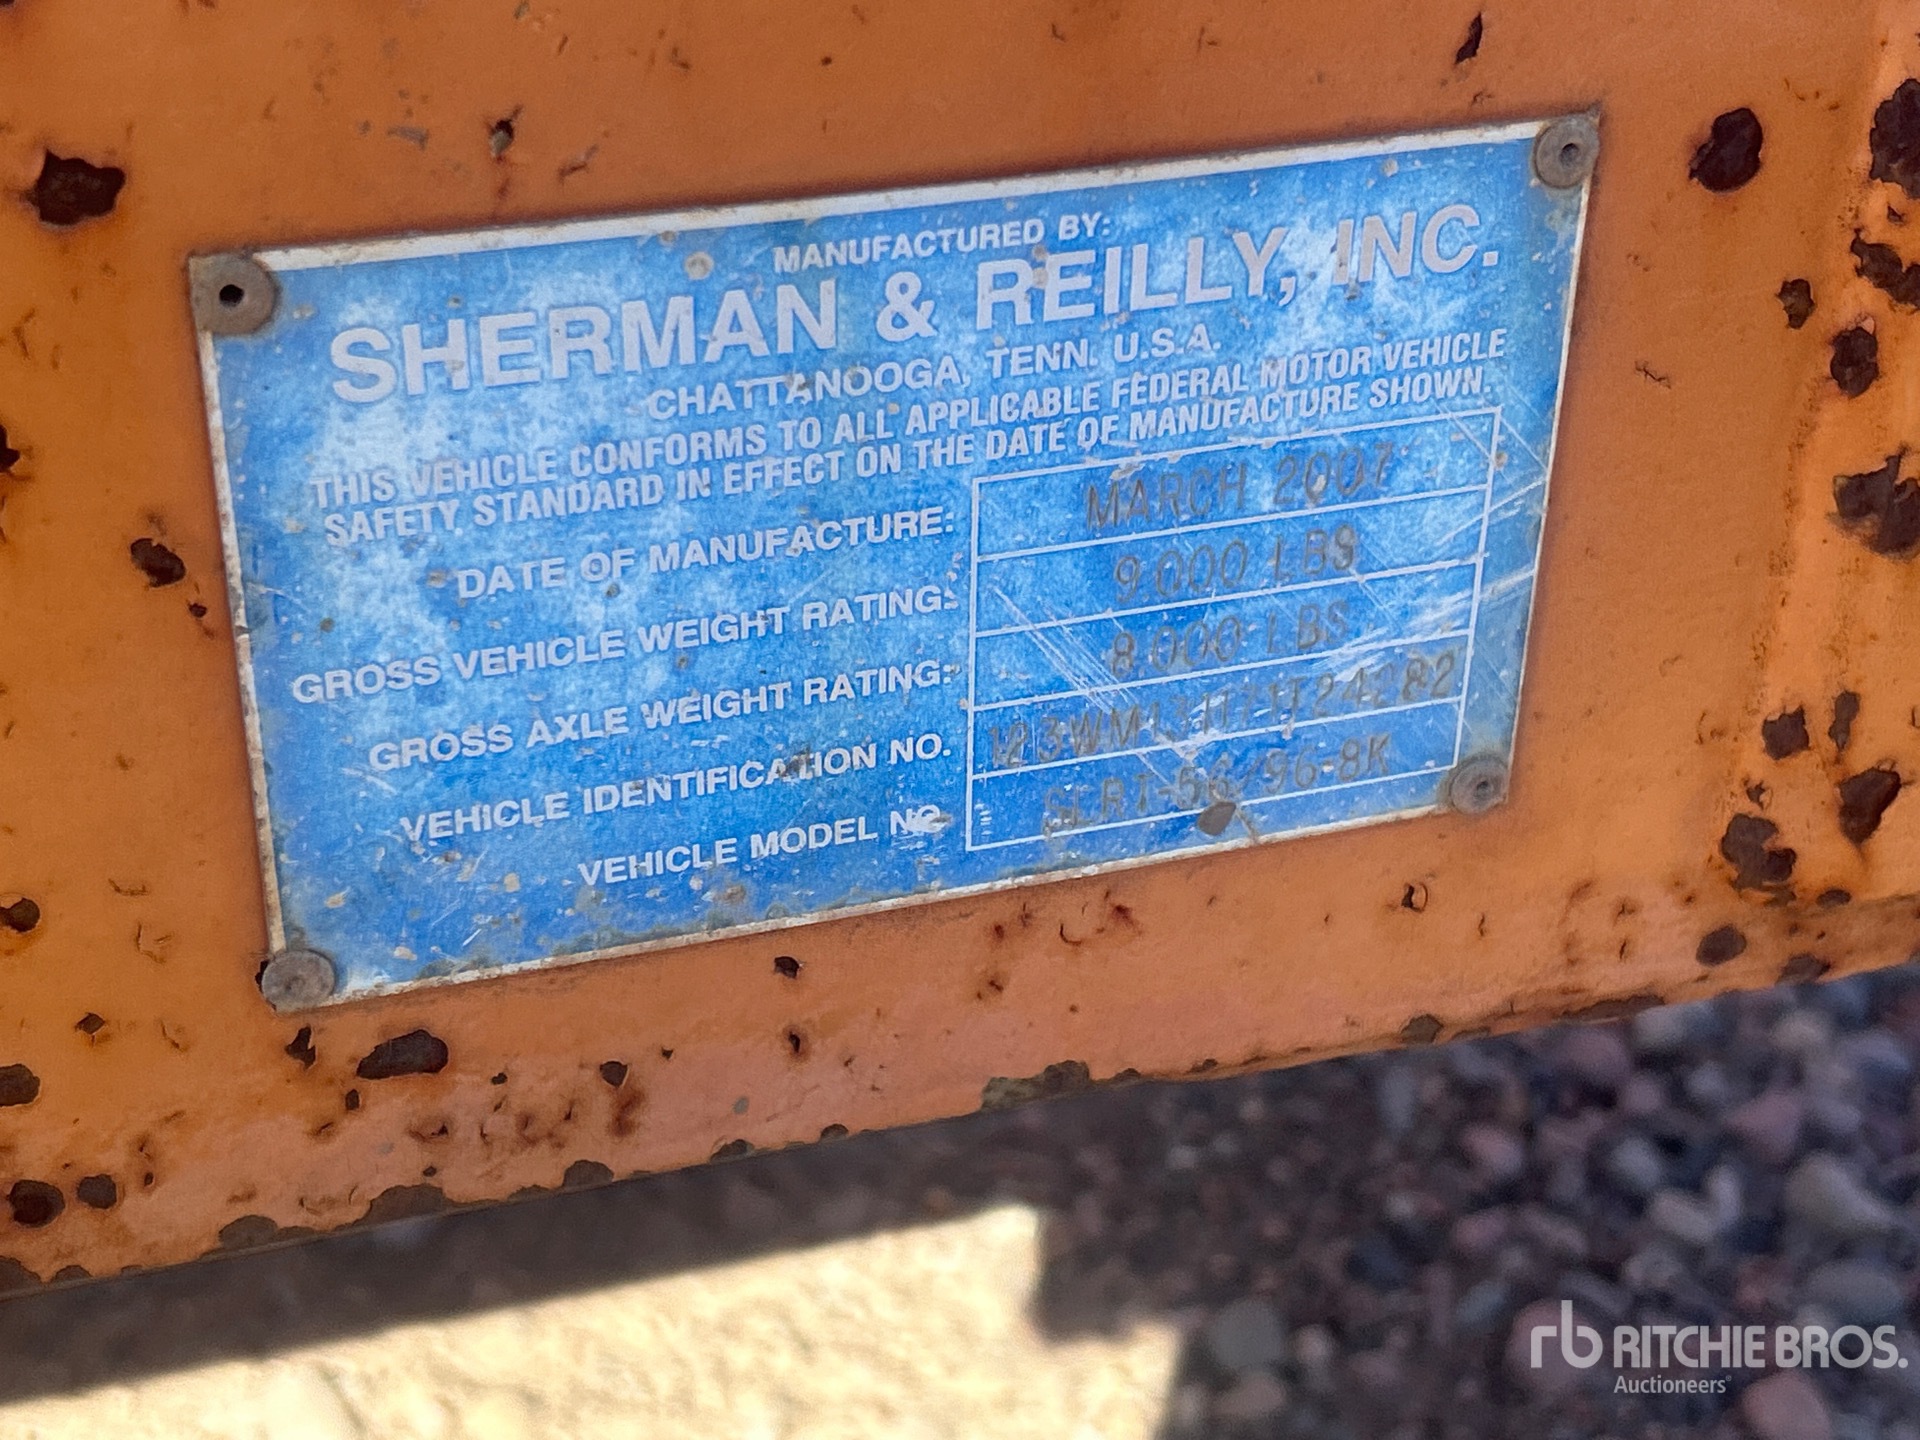 MANUFACTURED BY:
SHERMAN & REILLY, INC.
CHATTANOOGA, TENN. U.S.A.
THIS VEHICLE CONFORMS TO ALL APPLICABLE FEDERAL MOTOR VEHICLE
SAFETY STANDARD IN EFFECT ON THE DATE OF MANUFACTURE SHOWN.
DATE OF MANUFACTURE: MARCH 2007
GROSS VEHICLE WEIGHT RATING: 9.000 LBS
GROSS AXLE WEIGHT RATING: 8.000 LBS
VEHICLE IDENTIFICATION NO.
VEHICLE MODEL NO.
rb RITCHIE BROS.
Auctioneers